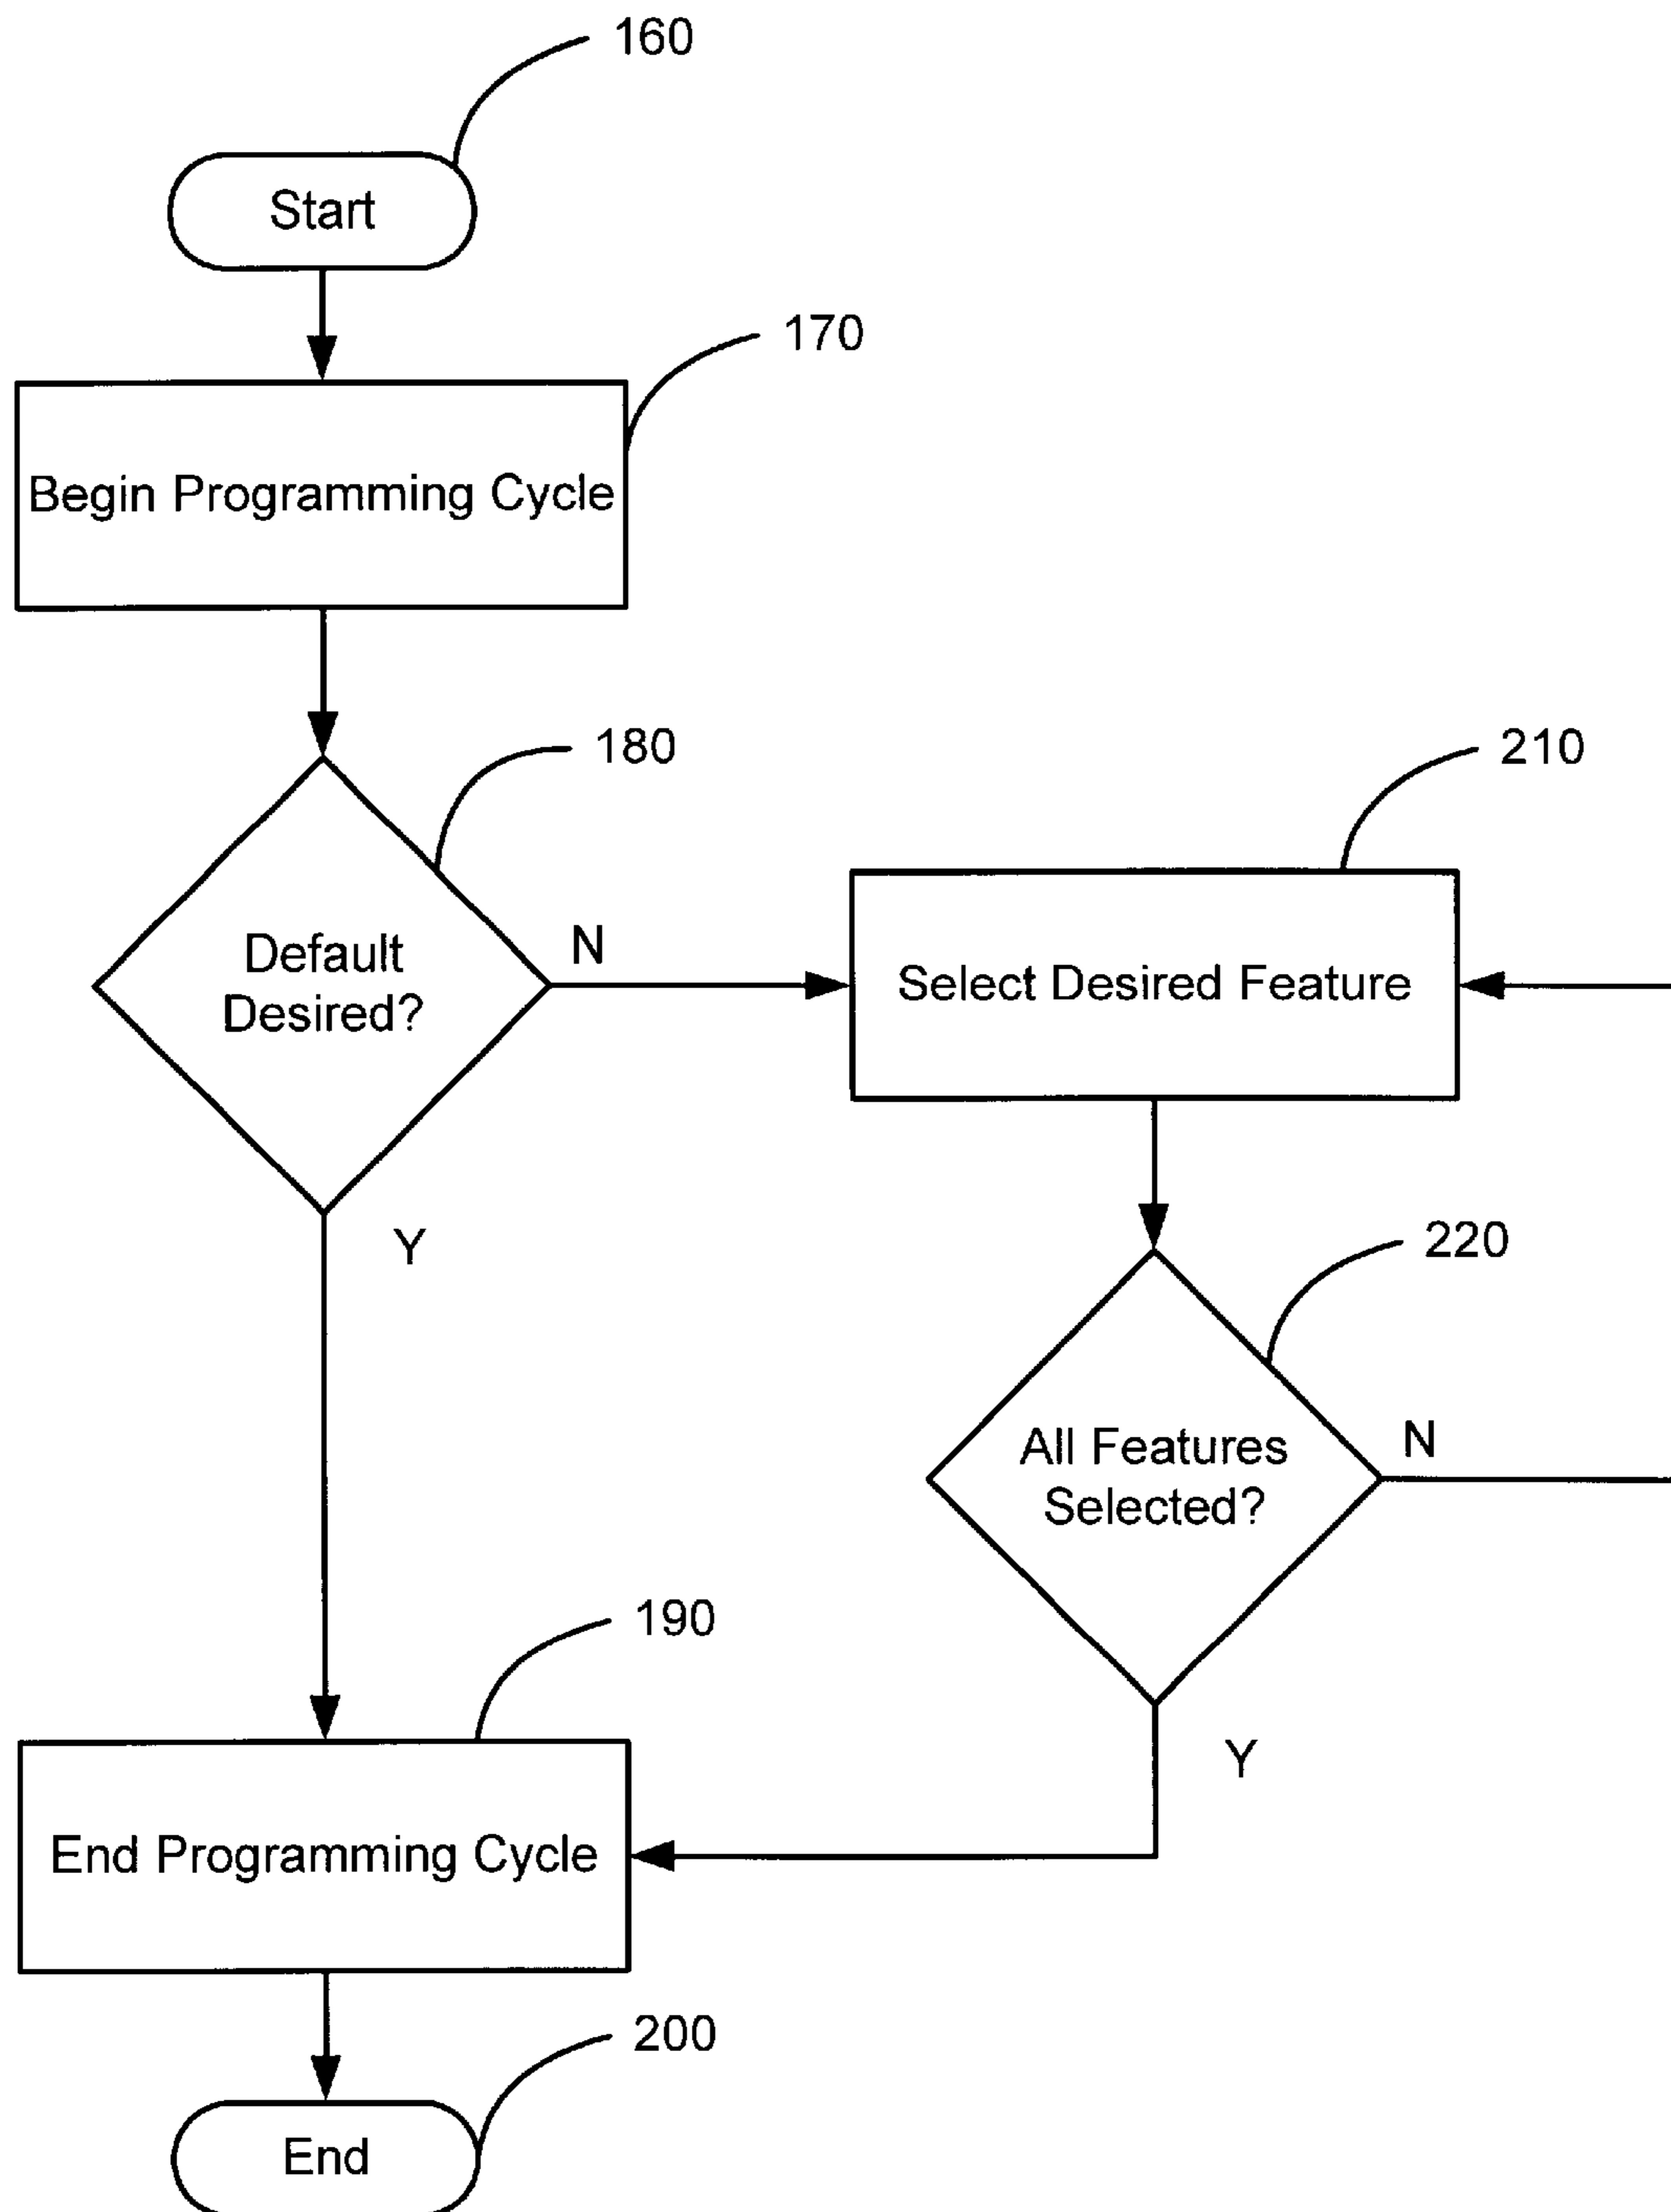 160
Start
170
Begin Programming Cycle
180
210
Default
Desired?
N
Select Desired Feature
Y
220
All Features
Selected?
N
190
Y
End Programming Cycle
200
End